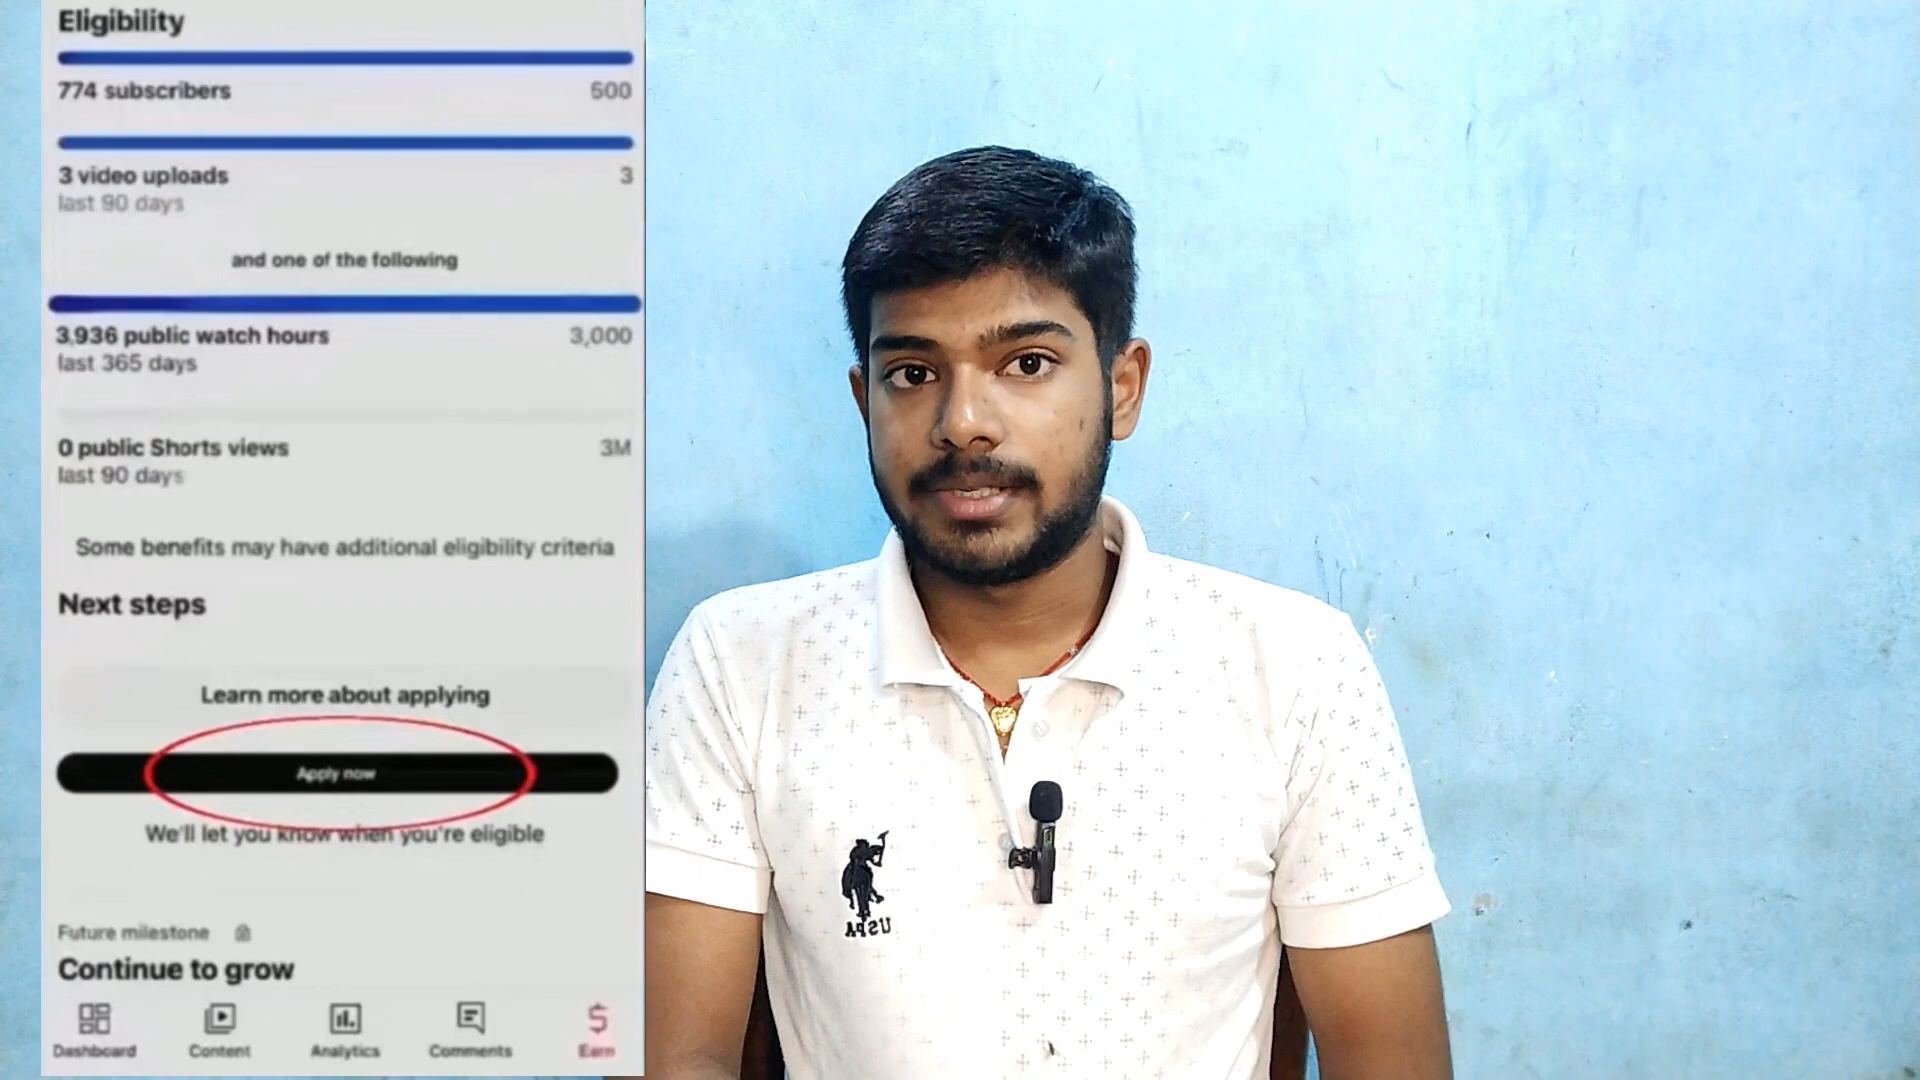 Eligibility
774 subscribers 500
3 video uploads 3
last 90 days
and one of the following
3,936 public watch hours 3,000
last 365 days
0 public Shorts views 3M
last 90 days
Some benefits may have additional eligibility criteria
Next steps
Learn more about applying
Apply now
We'll let you know when you're eligible
Future milestone
Continue to grow
Dashboard Content Analytics Comments Earn
USPA